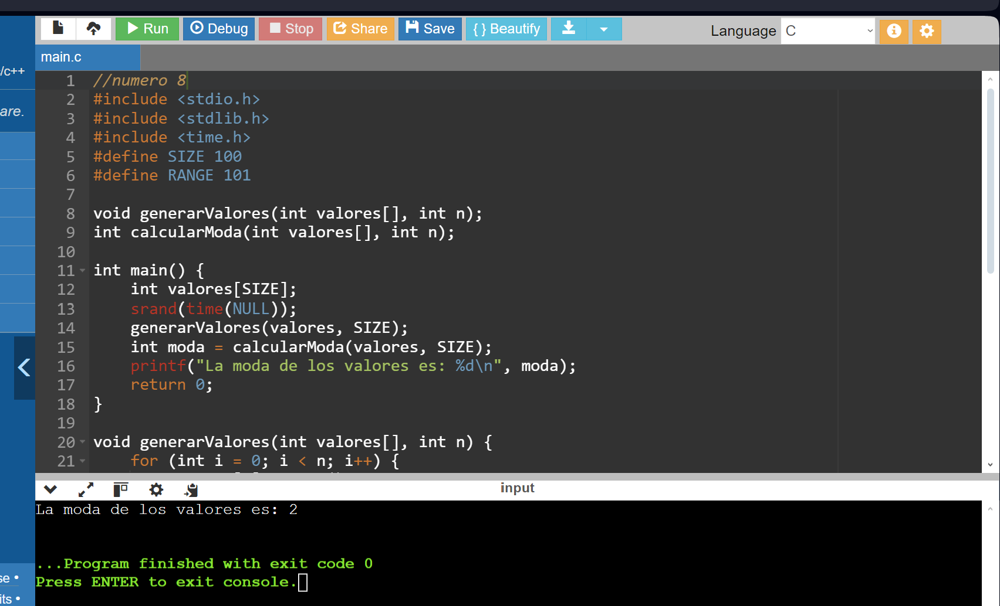 Run Debug Stop Share Save { } Beautify Language C
main.c
/c++
are.
1 //numero 8
2 #include <stdio.h>
3 #include <stdlib.h>
4 #include <time.h>
5 #define SIZE 100
6 #define RANGE 101
7
8 void generarValores(int valores[], int n);
9 int calcularModa(int valores[], int n);
10
11 int main() {
12     int valores[SIZE];
13     srand(time(NULL));
14     generarValores(valores, SIZE);
15     int moda = calcularModa(valores, SIZE);
16     printf("La moda de los valores es: %d\n", moda);
17     return 0;
18 }
19
20 void generarValores(int valores[], int n) {
21     for (int i = 0; i < n; i++) {
input
La moda de los valores es: 2
...Program finished with exit code 0
Press ENTER to exit console.
se •
its •